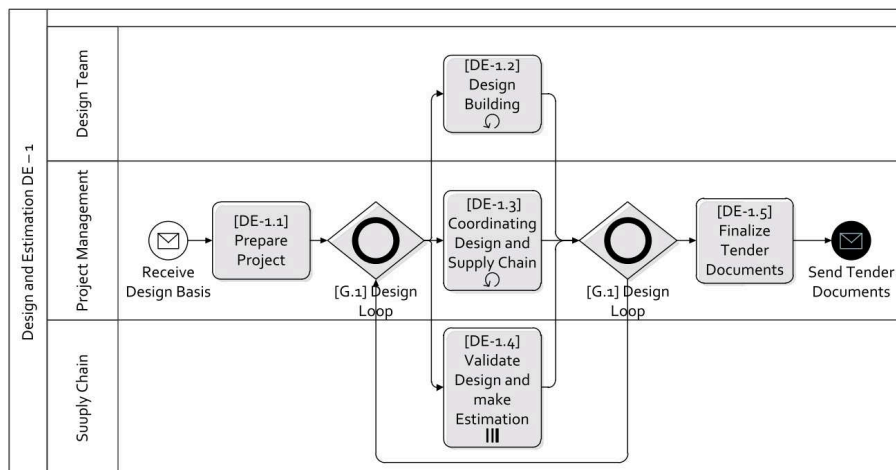 Design and Estimation DE – 1
Design Team
[DE-1.2]
Design
Building
Project Management
Receive
Design Basis
[DE-1.1]
Prepare
Project
[G.1] Design
Loop
[DE-1.3]
Coordinating
Design and
Supply Chain
[G.1] Design
Loop
[DE-1.5]
Finalize
Tender
Documents
Send Tender
Documents
Suuply Chain
[DE-1.4]
Validate
Design and
make
Estimation